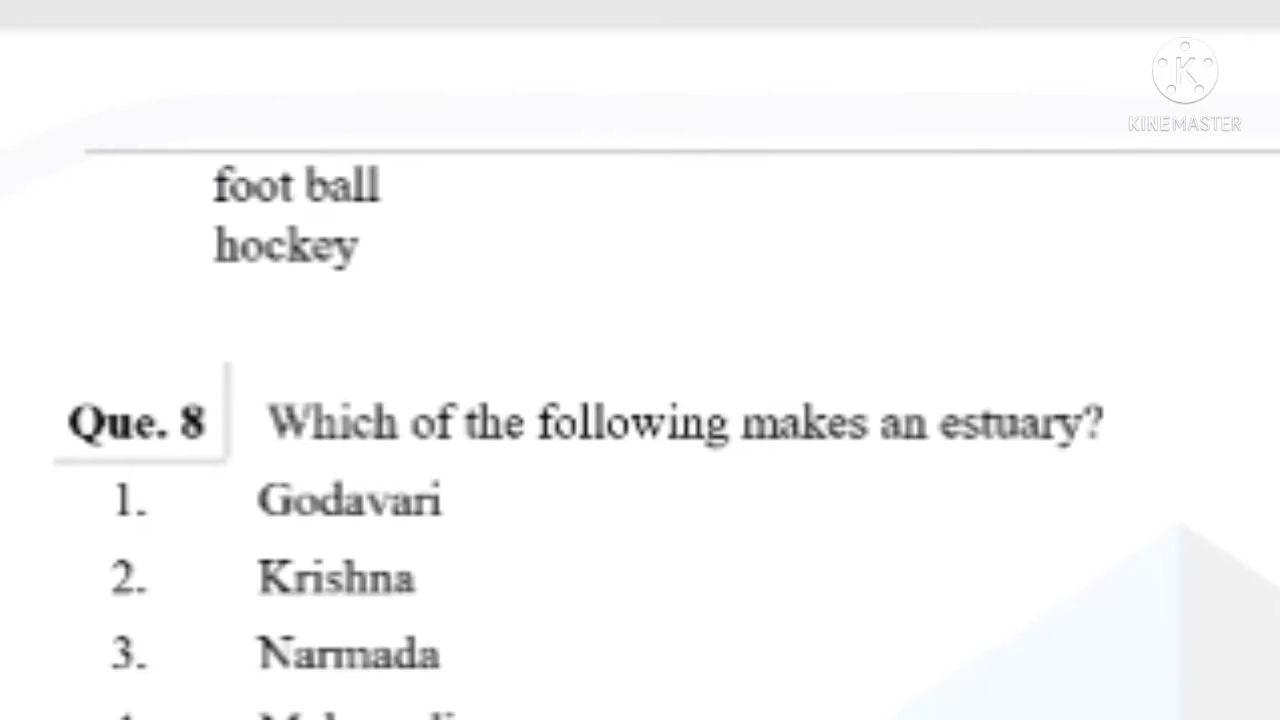 KINEMASTER
foot ball
hockey
Que. 8 Which of the following makes an estuary?
1. Godavari
2. Krishna
3. Narmada